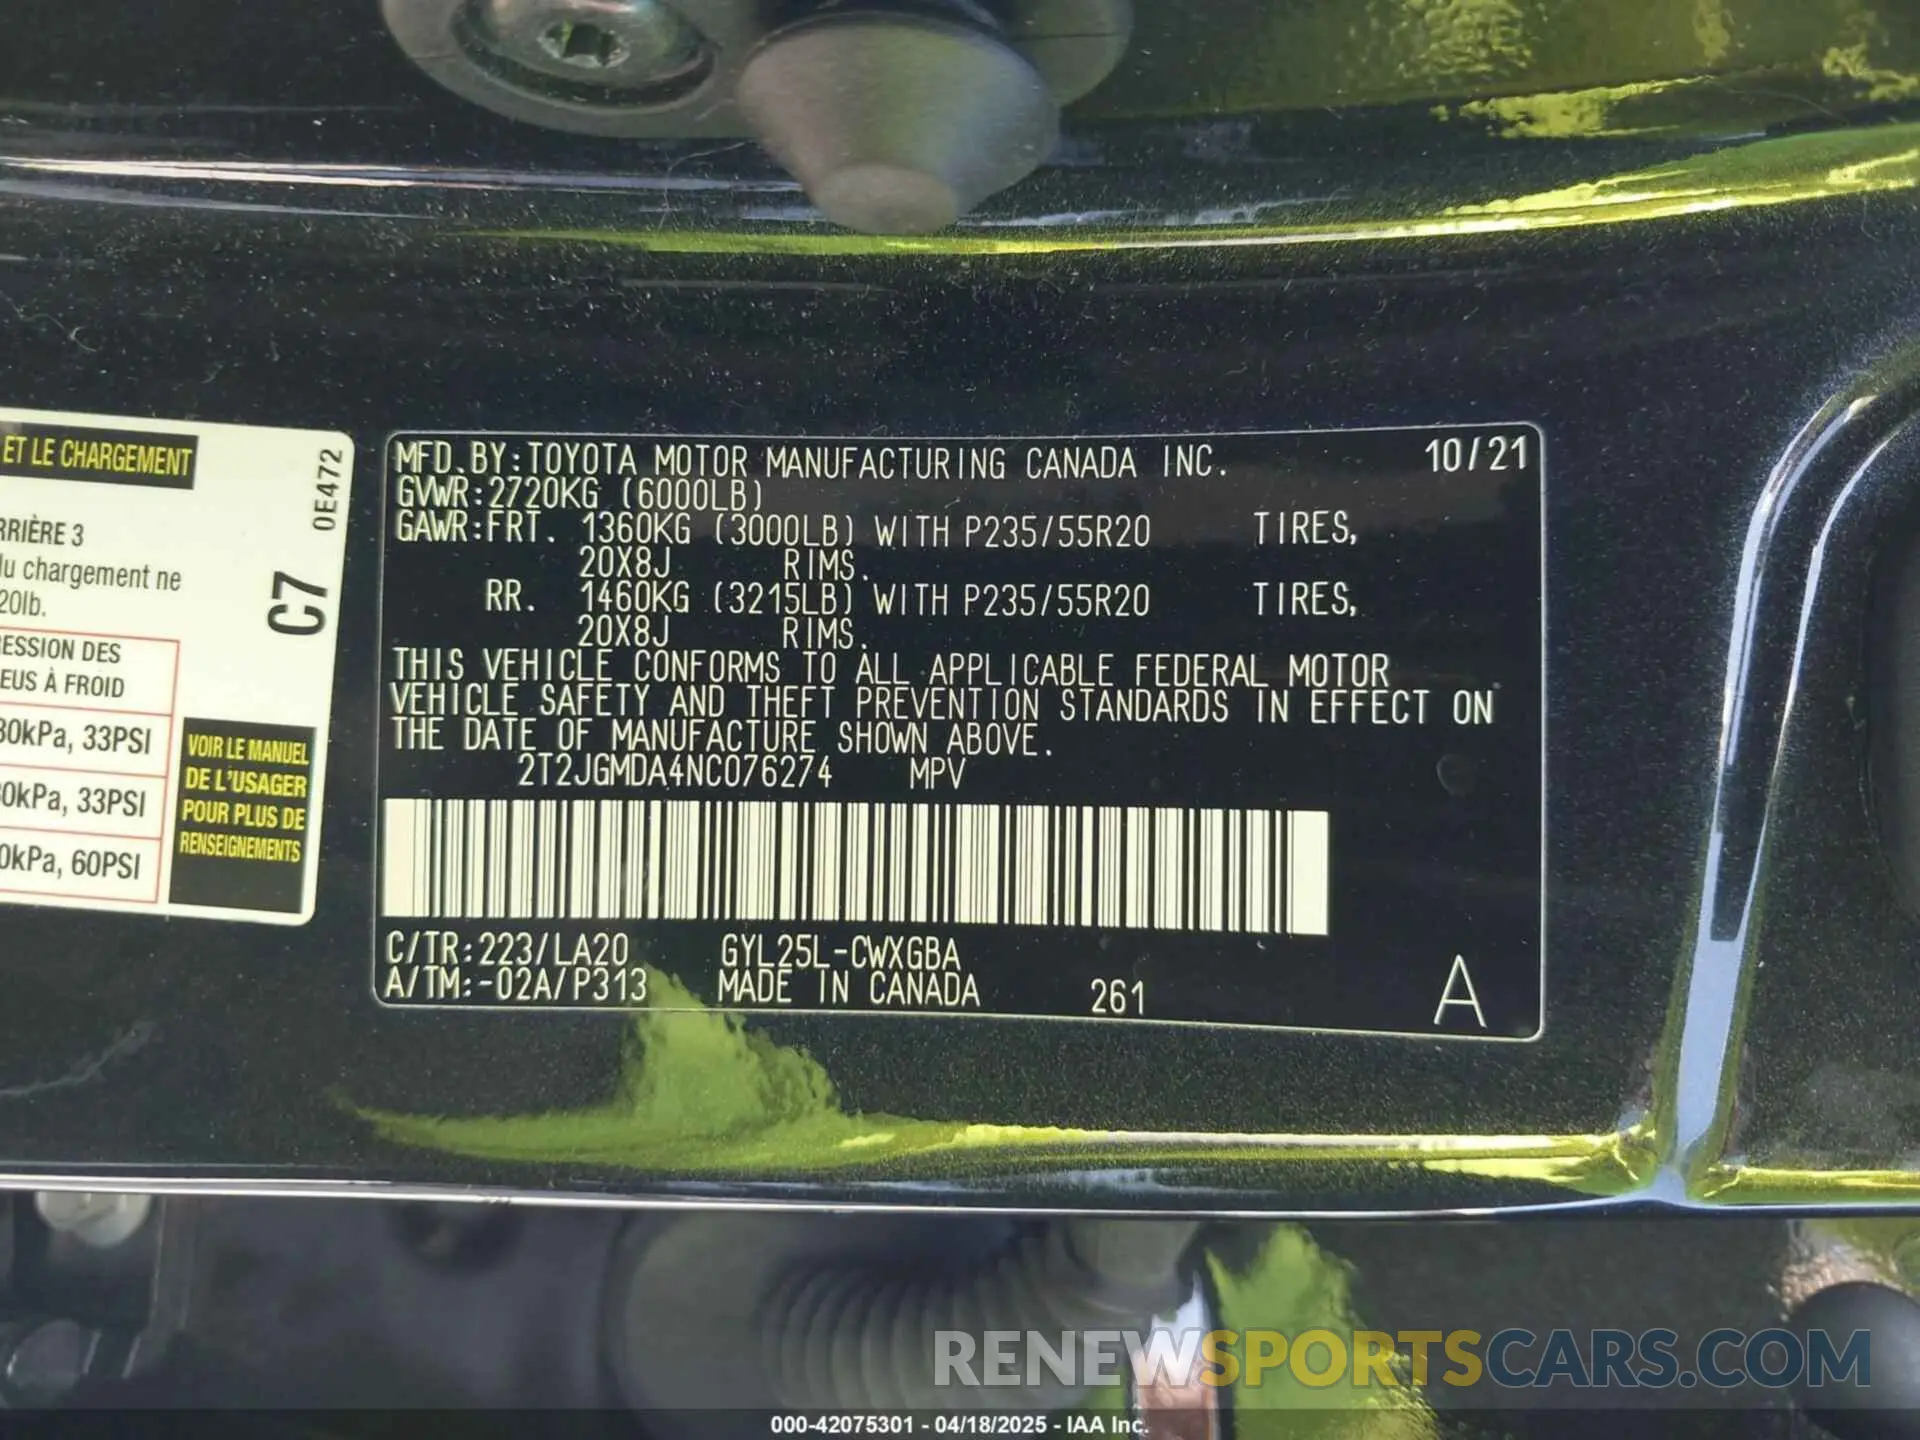 ET LE CHARGEMENT
0E472
C7
RRIÈRE 3
du chargement ne
20lb.
ESSION DES
EUS À FROID
30kPa, 33PSI
0kPa, 33PSI
0kPa, 60PSI
VOIR LE MANUEL
DE L'USAGER
POUR PLUS DE
RENSEIGNEMENTS
MFD.BY:TOYOTA MOTOR MANUFACTURING CANADA INC. 10/21
GVWR:2720KG (6000LB)
GAWR:FRT. 1360KG (3000LB) WITH P235/55R20 TIRES,
20X8J RIMS.
RR. 1460KG (3215LB) WITH P235/55R20 TIRES,
20X8J RIMS.
THIS VEHICLE CONFORMS TO ALL APPLICABLE FEDERAL MOTOR
VEHICLE SAFETY AND THEFT PREVENTION STANDARDS IN EFFECT ON
THE DATE OF MANUFACTURE SHOWN ABOVE.
2T2JGMDA4NC076274 MPV
C/TR:223/LA20 GYL25L-CWXGBA
A/TM:-02A/P313 MADE IN CANADA 261 A
RENEWSPORTSCARS.COM
000-42075301 - 04/18/2025 - IAA Inc.